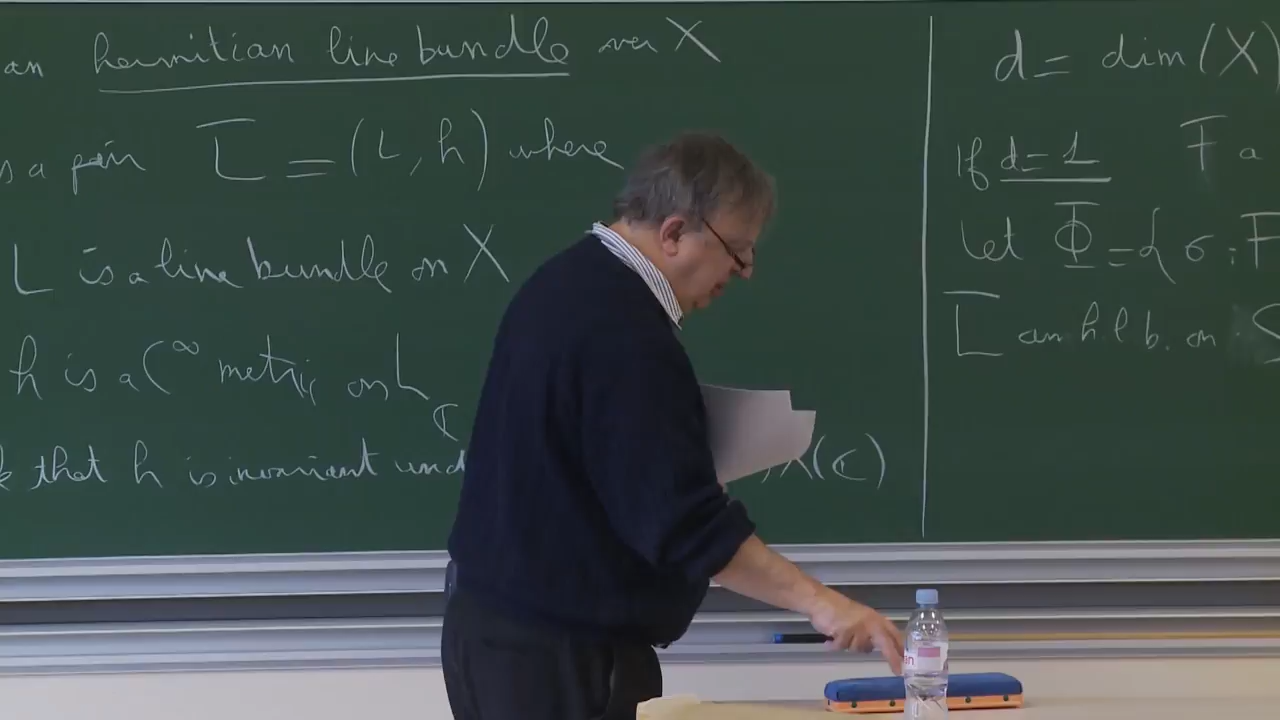 an hermitian line bundle over X
is a pair L̅ = (L, h) where
L is a line bundle on X
h is a C^∞ metric on L_ℂ
that h is invariant und X(ℂ)
d = dim(X)
If d = 1 F a
Let Φ = { σ : F
L̅ an h. l. b. on S